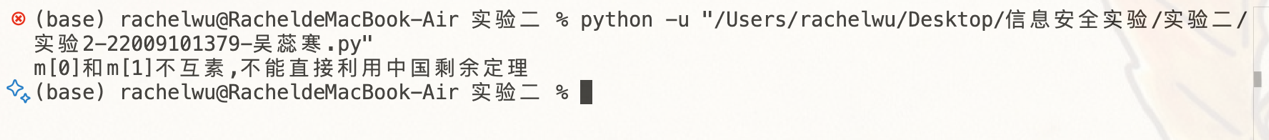 (base) rachelwu@RacheldeMacBook-Air 实验二 % python -u "/Users/rachelwu/Desktop/信息安全实验/实验二/
实验2-22009101379-吴蕊寒.py"
m[0]和m[1]不互素,不能直接利用中国剩余定理
(base) rachelwu@RacheldeMacBook-Air 实验二 %